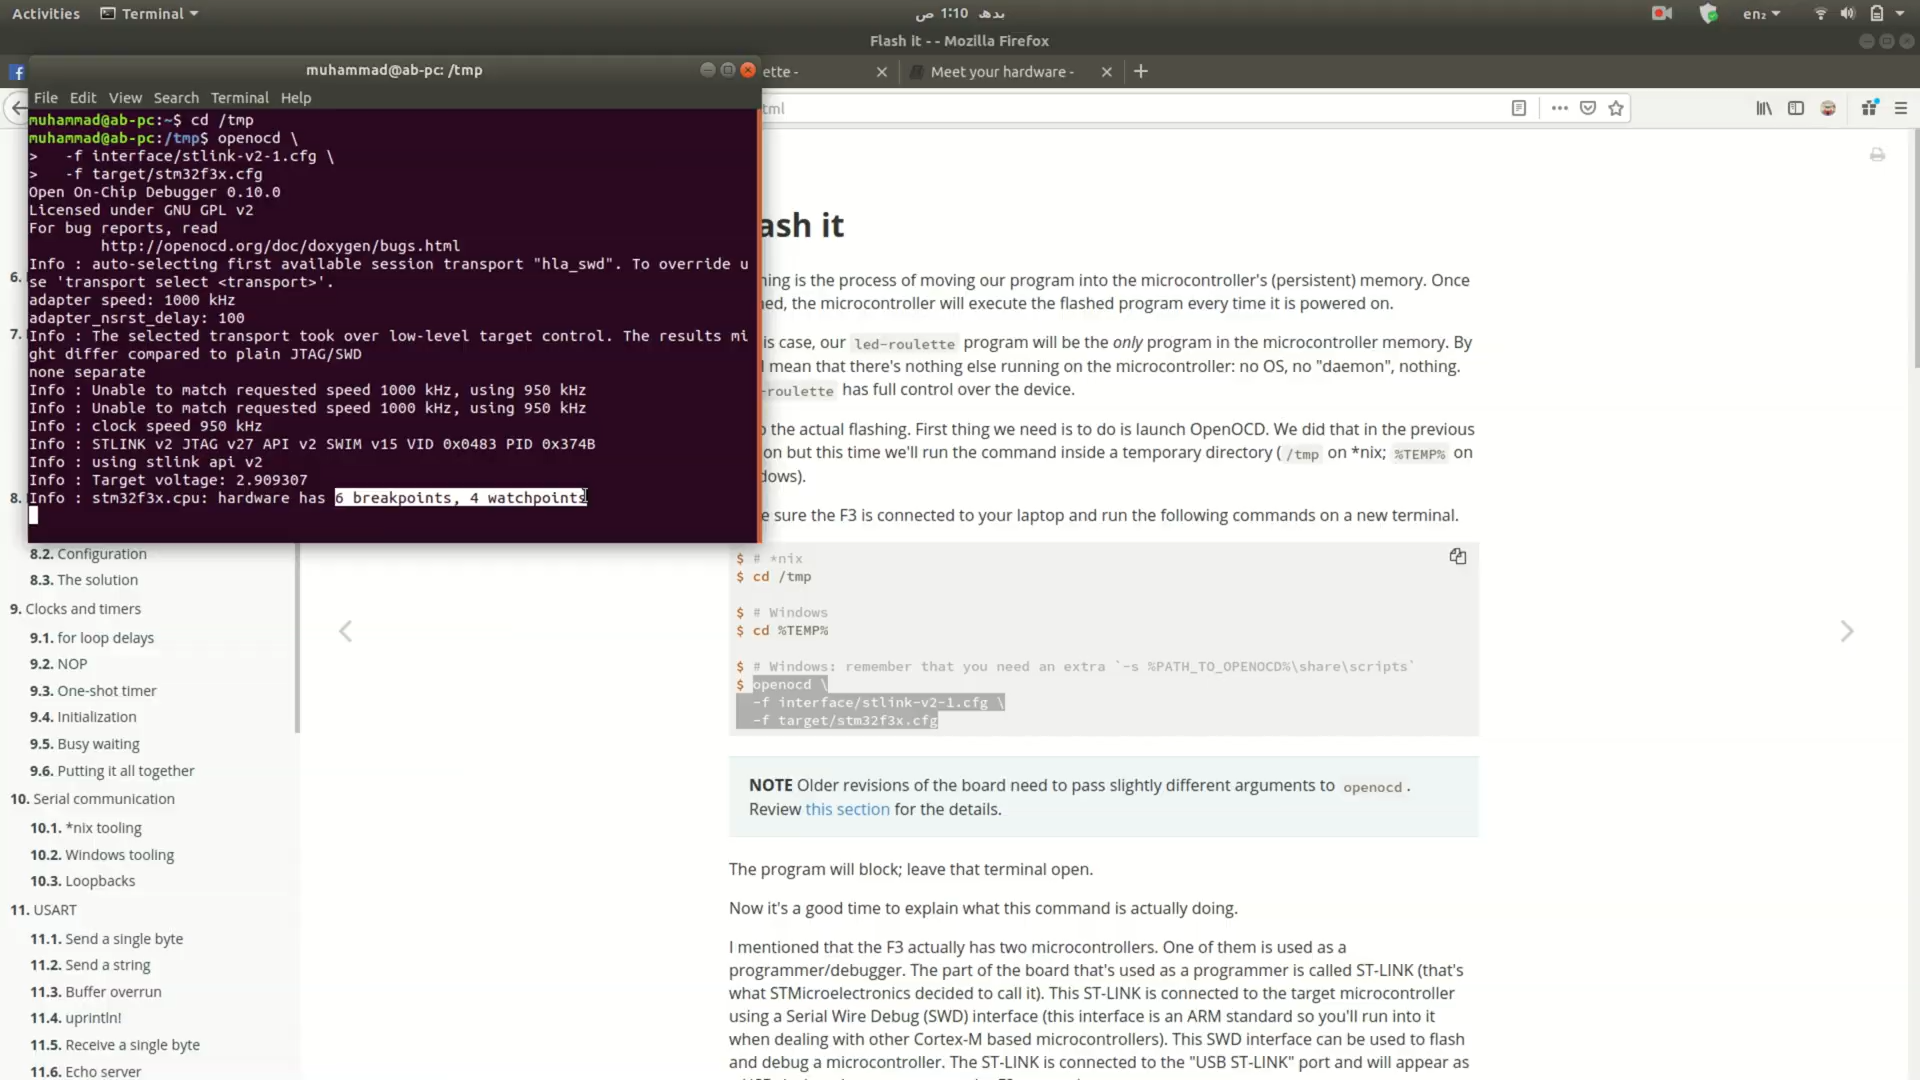 Activities
Terminal
بدھ 1:10 ص
en₂
Flash it - - Mozilla Firefox
muhammad@ab-pc: /tmp
ette -
Meet your hardware -
File Edit View Search Terminal Help
tml
muhammad@ab-pc:~$ cd /tmp
muhammad@ab-pc:/tmp$ openocd \
>   -f interface/stlink-v2-1.cfg \
>   -f target/stm32f3x.cfg
Open On-Chip Debugger 0.10.0
Licensed under GNU GPL v2
For bug reports, read
http://openocd.org/doc/doxygen/bugs.html
Info : auto-selecting first available session transport "hla_swd". To override u
se 'transport select <transport>'.
adapter speed: 1000 kHz
adapter_nsrst_delay: 100
Info : The selected transport took over low-level target control. The results mi
ght differ compared to plain JTAG/SWD
none separate
Info : Unable to match requested speed 1000 kHz, using 950 kHz
Info : Unable to match requested speed 1000 kHz, using 950 kHz
Info : clock speed 950 kHz
Info : STLINK v2 JTAG v27 API v2 SWIM v15 VID 0x0483 PID 0x374B
Info : using stlink api v2
Info : Target voltage: 2.909307
Info : stm32f3x.cpu: hardware has 6 breakpoints, 4 watchpoints
6.
7.
8.
8.2. Configuration
8.3. The solution
9. Clocks and timers
9.1. for loop delays
9.2. NOP
9.3. One-shot timer
9.4. Initialization
9.5. Busy waiting
9.6. Putting it all together
10. Serial communication
10.1. *nix tooling
10.2. Windows tooling
10.3. Loopbacks
11. USART
11.1. Send a single byte
11.2. Send a string
11.3. Buffer overrun
11.4. uprintln!
11.5. Receive a single byte
11.6. Echo server
ash it
ing is the process of moving our program into the microcontroller's (persistent) memory. Once
ed, the microcontroller will execute the flashed program every time it is powered on.
is case, our led-roulette program will be the only program in the microcontroller memory. By
I mean that there's nothing else running on the microcontroller: no OS, no "daemon", nothing.
-roulette has full control over the device.
o the actual flashing. First thing we need is to do is launch OpenOCD. We did that in the previous
on but this time we'll run the command inside a temporary directory ( /tmp on *nix; %TEMP% on
dows).
e sure the F3 is connected to your laptop and run the following commands on a new terminal.
$ # *nix
$ cd /tmp
$ # Windows
$ cd %TEMP%
$ # Windows: remember that you need an extra `-s %PATH_TO_OPENOCD%\share\scripts`
$ openocd \
-f interface/stlink-v2-1.cfg \
-f target/stm32f3x.cfg
NOTE Older revisions of the board need to pass slightly different arguments to openocd .
Review this section for the details.
The program will block; leave that terminal open.
Now it's a good time to explain what this command is actually doing.
I mentioned that the F3 actually has two microcontrollers. One of them is used as a
programmer/debugger. The part of the board that's used as a programmer is called ST-LINK (that's
what STMicroelectronics decided to call it). This ST-LINK is connected to the target microcontroller
using a Serial Wire Debug (SWD) interface (this interface is an ARM standard so you'll run into it
when dealing with other Cortex-M based microcontrollers). This SWD interface can be used to flash
and debug a microcontroller. The ST-LINK is connected to the "USB ST-LINK" port and will appear as